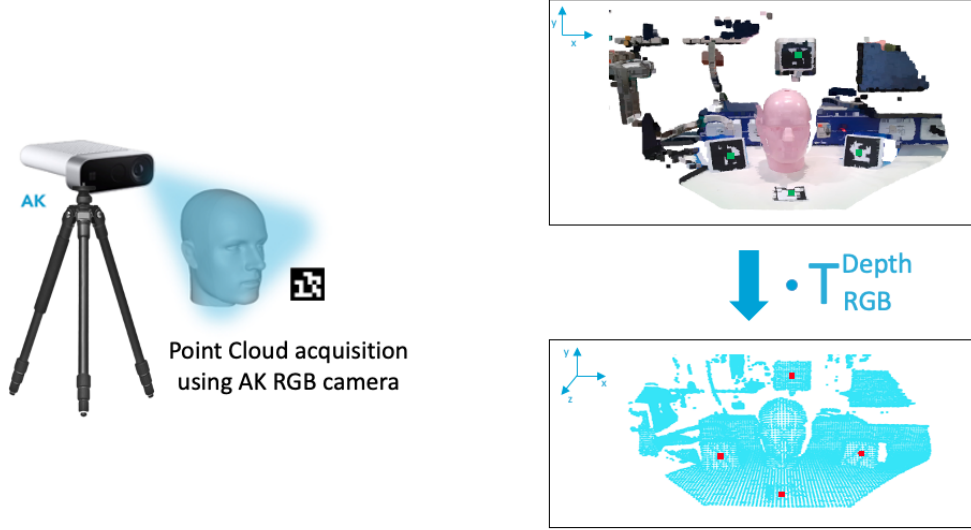 AK
Point Cloud acquisition
using AK RGB camera
y
x
• T Depth
RGB
y
x
z